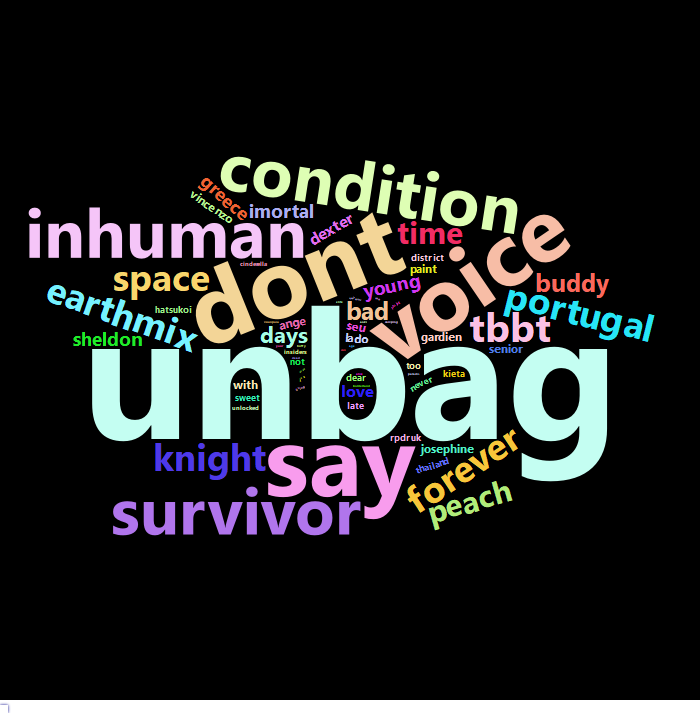 condition
greece
vincenzo
imortal
inhuman
dexter
dont
time
voice
district
paint
cinderella
space
young
buddy
earthmix
hatsukoi
bad
portugal
ange
seu
tbbt
sheldon
days
lado
gardien
insiders
senior
not
too
unbag
dear
kieta
with
love
never
sweet
late
unlocked
rpdruk
knight
say
josephine
forever
thailand
peach
survivor